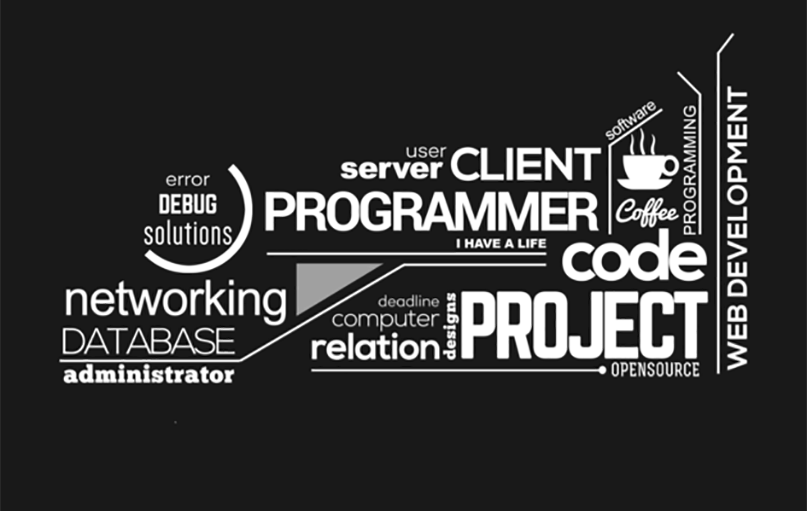 software
user
server CLIENT
error
DEBUG
solutions
PROGRAMMER
I HAVE A LIFE
Coffee
PROGRAMMING
WEB DEVELOPMENT
code
networking
DATABASE
administrator
deadline
computer
relation
designs
PROJECT
OPENSOURCE